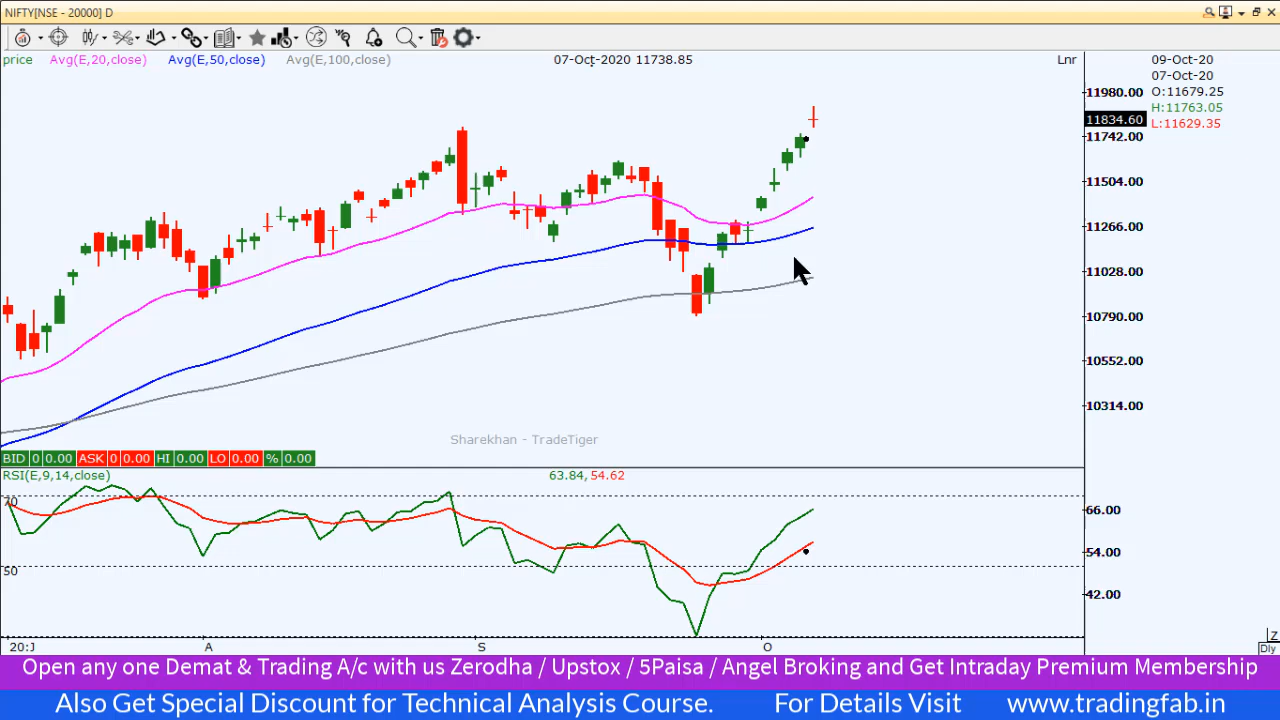 NIFTY[NSE - 20000] D
price Avg(E,20,close) Avg(E,50,close) Avg(E,100,close) 07-Oct-2020 11738.85 Lnr
09-Oct-20
07-Oct-20
O:11679.25
H:11763.05
L:11629.35
11980.00
11834.60
11742.00
11504.00
11266.00
11028.00
10790.00
10552.00
10314.00
Sharekhan - TradeTiger
BID 0 0.00 ASK 0 0.00 HI 0.00 LO 0.00 % 0.00
RSI(E,9,14,close) 63.84, 54.62
70
66.00
54.00
50
42.00
20:J A S O Z
Dly
Open any one Demat & Trading A/c with us Zerodha / Upstox / 5Paisa / Angel Broking and Get Intraday Premium Membership
Also Get Special Discount for Technical Analysis Course. For Details Visit www.tradingfab.in